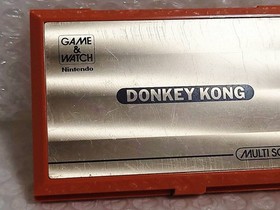 GAME
&
WATCH
Nintendo
DONKEY KONG
MULTI SC